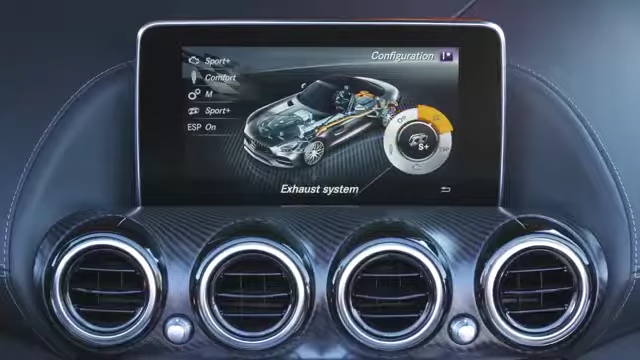 Configuration
Sport+
Comfort
M
Sport+
ESP On
S+
Exhaust system